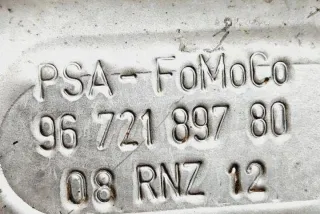 PSA - FoMoCo
96 721 897 80
08 RNZ 12